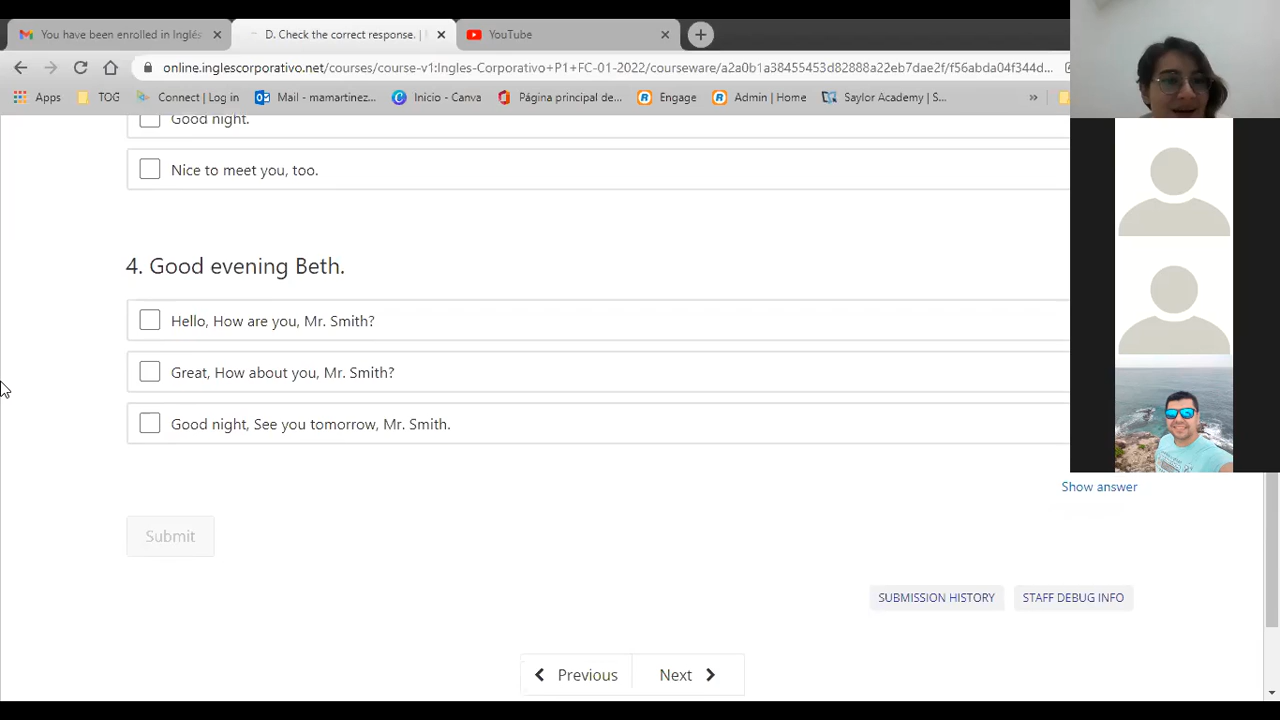 You have been enrolled in Inglés
D. Check the correct response. |
YouTube
online.inglescorporativo.net/courses/course-v1:Ingles-Corporativo+P1+FC-01-2022/courseware/a2a0b1a38455453d82888a22eb7dae2f/f56abda04f344d...
Apps
TOG
Connect | Log in
Mail - mamartinez...
Inicio - Canva
Página principal de...
Engage
Admin | Home
Saylor Academy | S...
»
Good night.
Nice to meet you, too.
4. Good evening Beth.
Hello, How are you, Mr. Smith?
Great, How about you, Mr. Smith?
Good night, See you tomorrow, Mr. Smith.
Show answer
Submit
SUBMISSION HISTORY
STAFF DEBUG INFO
Previous
Next